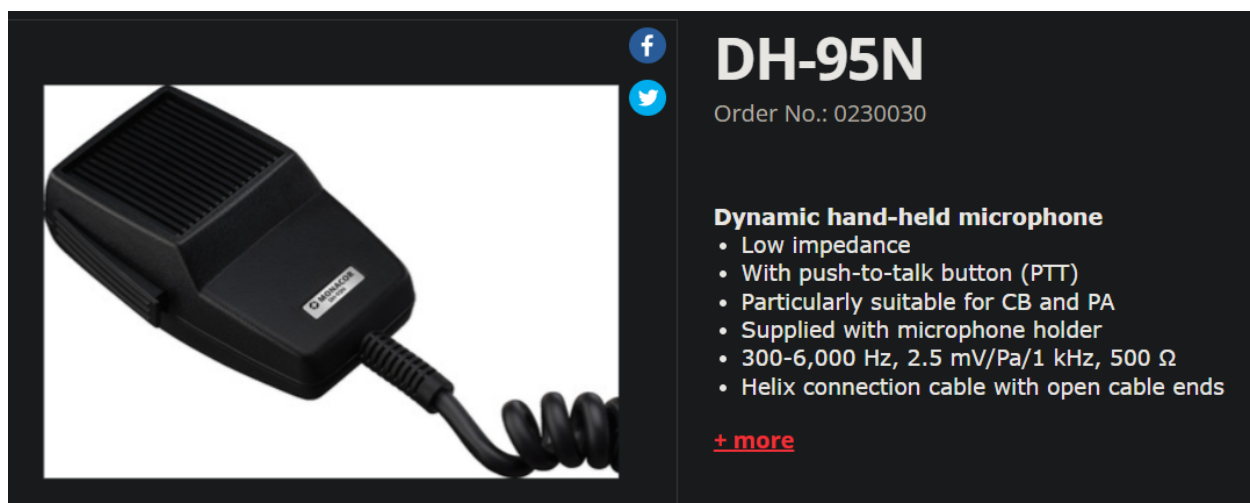 DH-95N
Order No.: 0230030
Dynamic hand-held microphone
• Low impedance
• With push-to-talk button (PTT)
• Particularly suitable for CB and PA
• Supplied with microphone holder
• 300-6,000 Hz, 2.5 mV/Pa/1 kHz, 500 Ω
• Helix connection cable with open cable ends
+ more
MONACOR